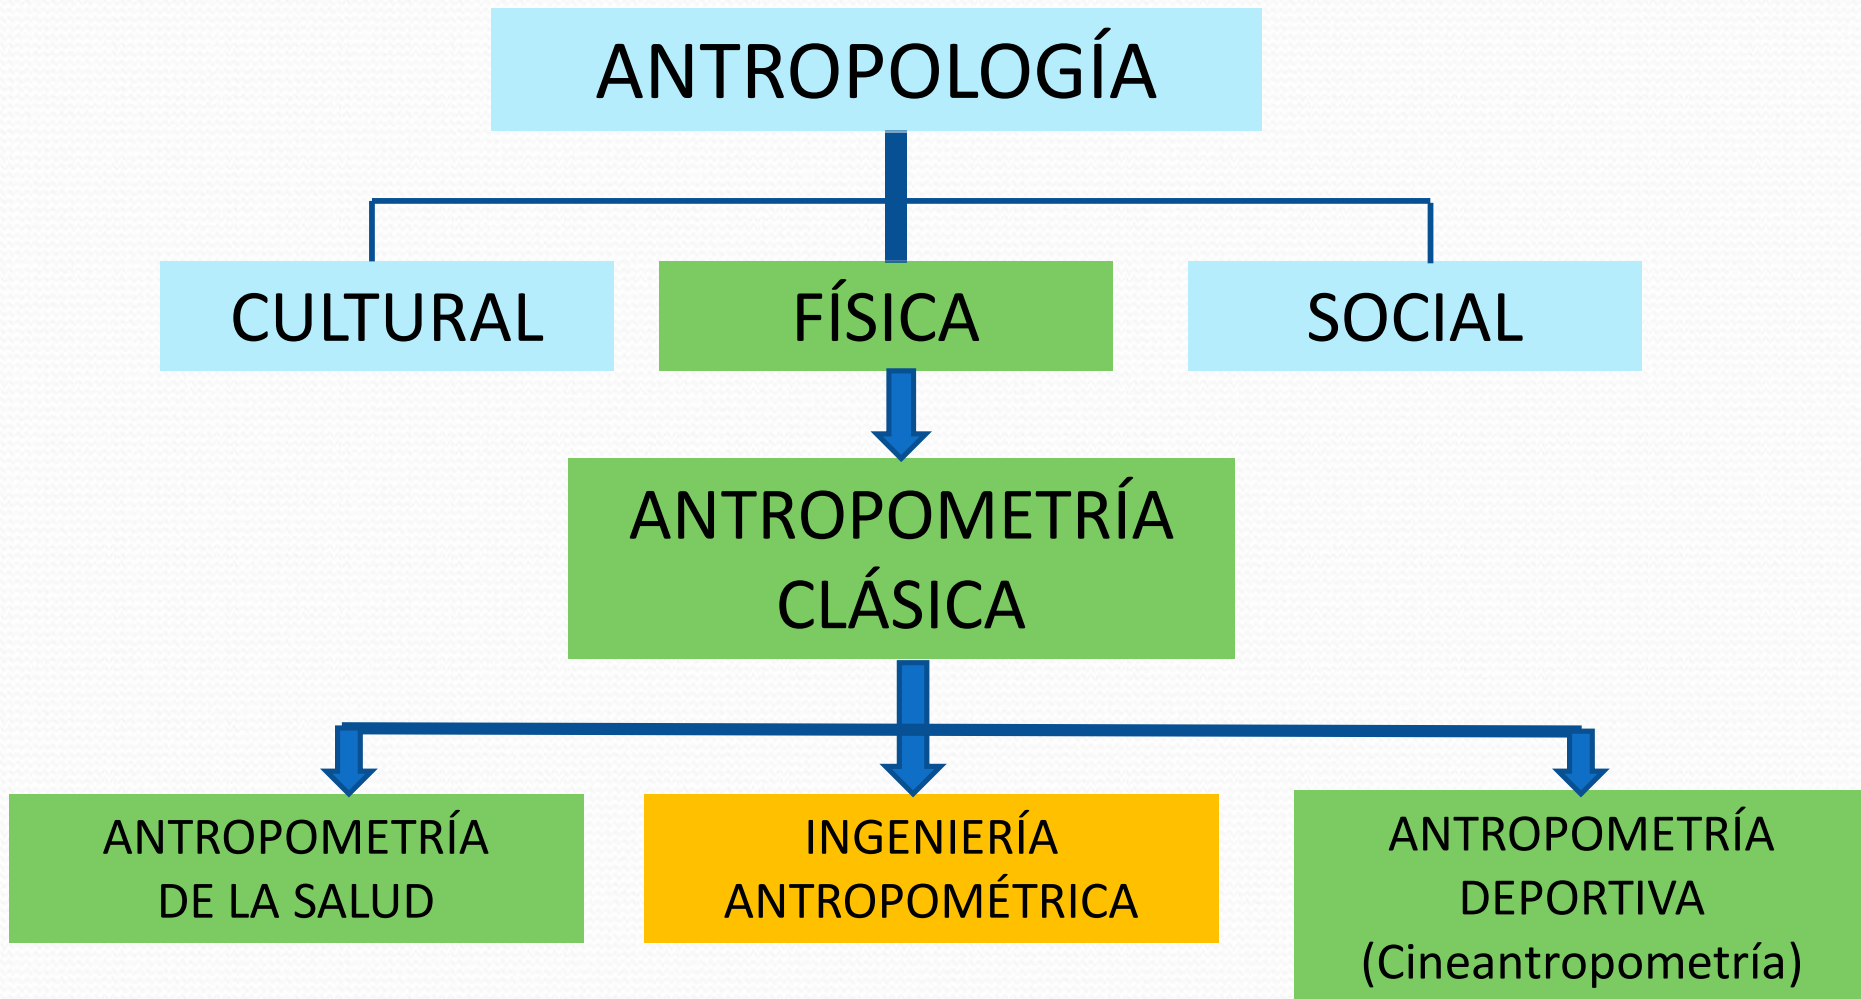 ANTROPOLOGÍA
CULTURAL
FÍSICA
SOCIAL
ANTROPOMETRÍA
CLÁSICA
ANTROPOMETRÍA
DE LA SALUD
INGENIERÍA
ANTROPOMÉTRICA
ANTROPOMETRÍA
DEPORTIVA
(Cineantropometría)